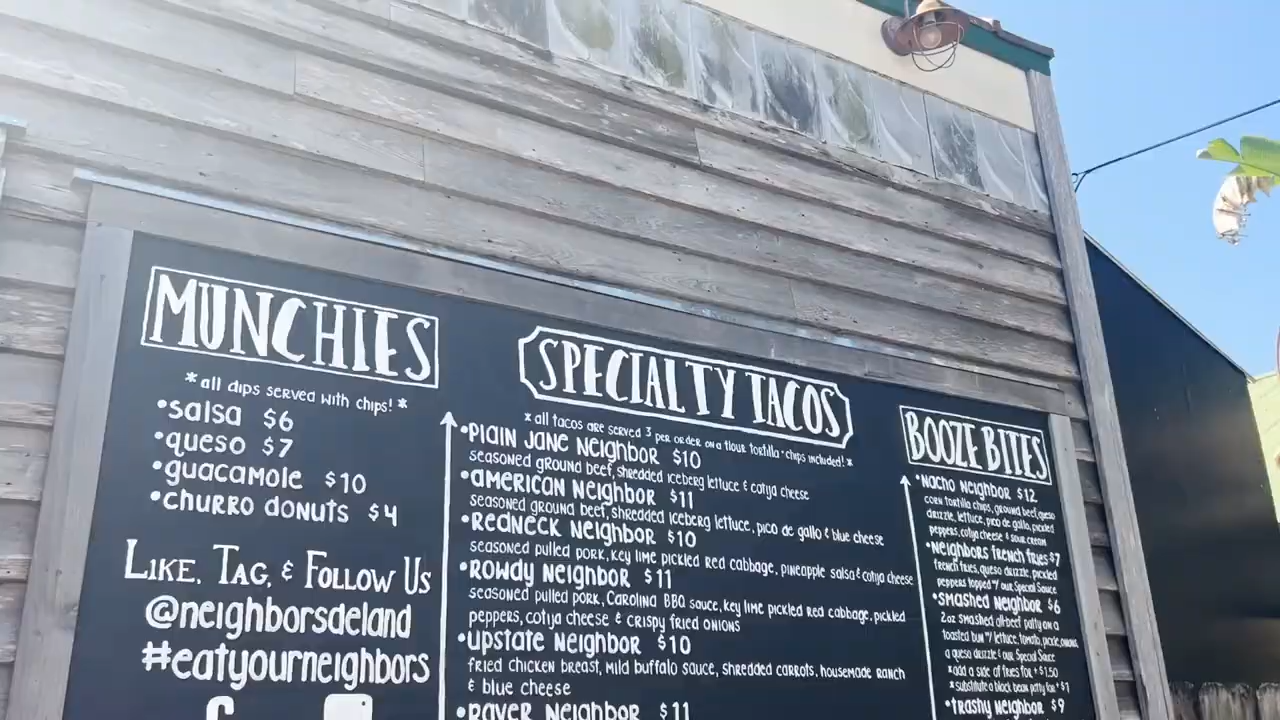 MUNCHIES
*all dips served with chips! *
•salsa $6
•queso $7
•guacamole $10
•churro donuts $4
Like, Tag, & Follow Us
@neighborsdeland
#eatyourneighbors
SPECIALTY TACOS
*all tacos are served 3 per order on a flour tortilla - chips included! *
•Plain Jane Neighbor $10
seasoned ground beef, shredded iceberg lettuce & cotija cheese
•American Neighbor $11
seasoned ground beef, shredded iceberg lettuce, pico de gallo & blue cheese
•Redneck Neighbor $10
seasoned pulled pork, key lime pickled red cabbage, pineapple salsa & cotija cheese
•Rowdy Neighbor $11
seasoned pulled pork, Carolina BBQ sauce, key lime pickled red cabbage, pickled
peppers, cotija cheese & crispy fried onions
•upstate Neighbor $10
fried chicken breast, mild buffalo sauce, shredded carrots, housemade ranch
& blue cheese
•Raver Neighbor $11
BOOZE BITES
•Nacho Neighbor $12
corn tortilla chips, ground beef, queso
drizzle, lettuce, pico de gallo, pickled
peppers, cotija cheese & sour cream
•Neighbors French Fries $7
french fries, queso drizzle, pickled
peppers topped w/ our Special Sauce
•Smashed Neighbor $6
2oz smashed all-beef patty on a
toasted bun w/ lettuce, tomato, pickle, onions,
a queso drizzle & our Special Sauce
*add a side of fries for + $1.50
*substitute a black bean patty for + $1
•Trashy Neighbor $9